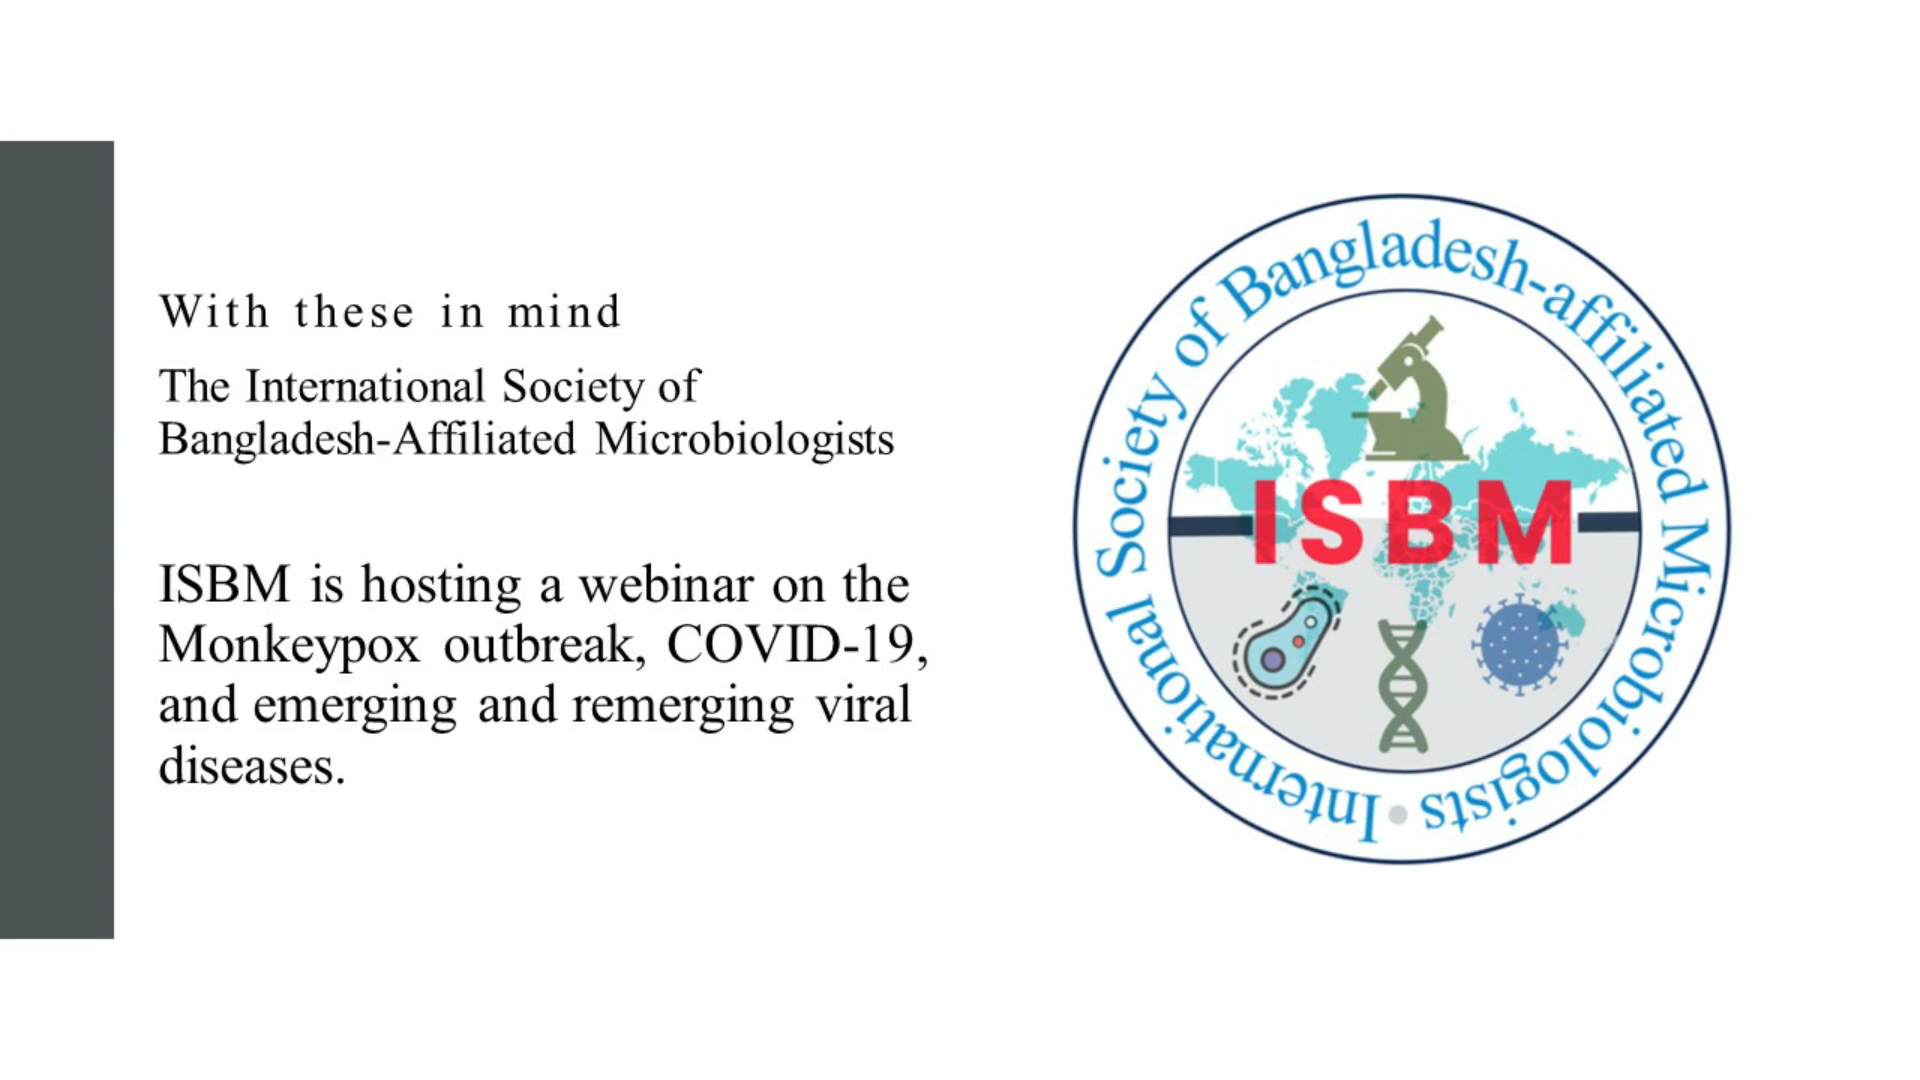 With these in mind
The International Society of
Bangladesh-Affiliated Microbiologists
ISBM is hosting a webinar on the
Monkeypox outbreak, COVID-19,
and emerging and remerging viral
diseases.
International Society of Bangladesh-affiliated Microbiologists
ISBM